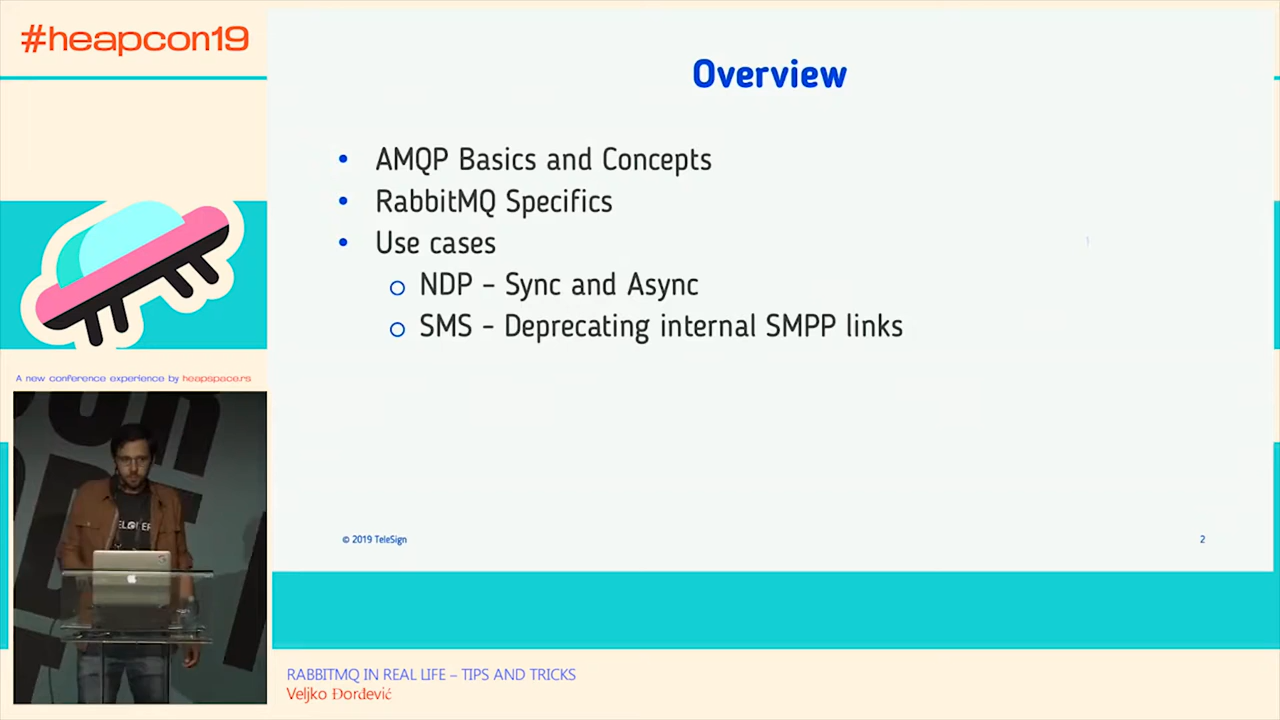 #heapcon19
Overview
• AMQP Basics and Concepts
• RabbitMQ Specifics
• Use cases
○ NDP – Sync and Async
○ SMS – Deprecating internal SMPP links
© 2019 TeleSign
2
A new conference experience by heapspace.rs
RABBITMQ IN REAL LIFE – TIPS AND TRICKS
Veljko Đorđević